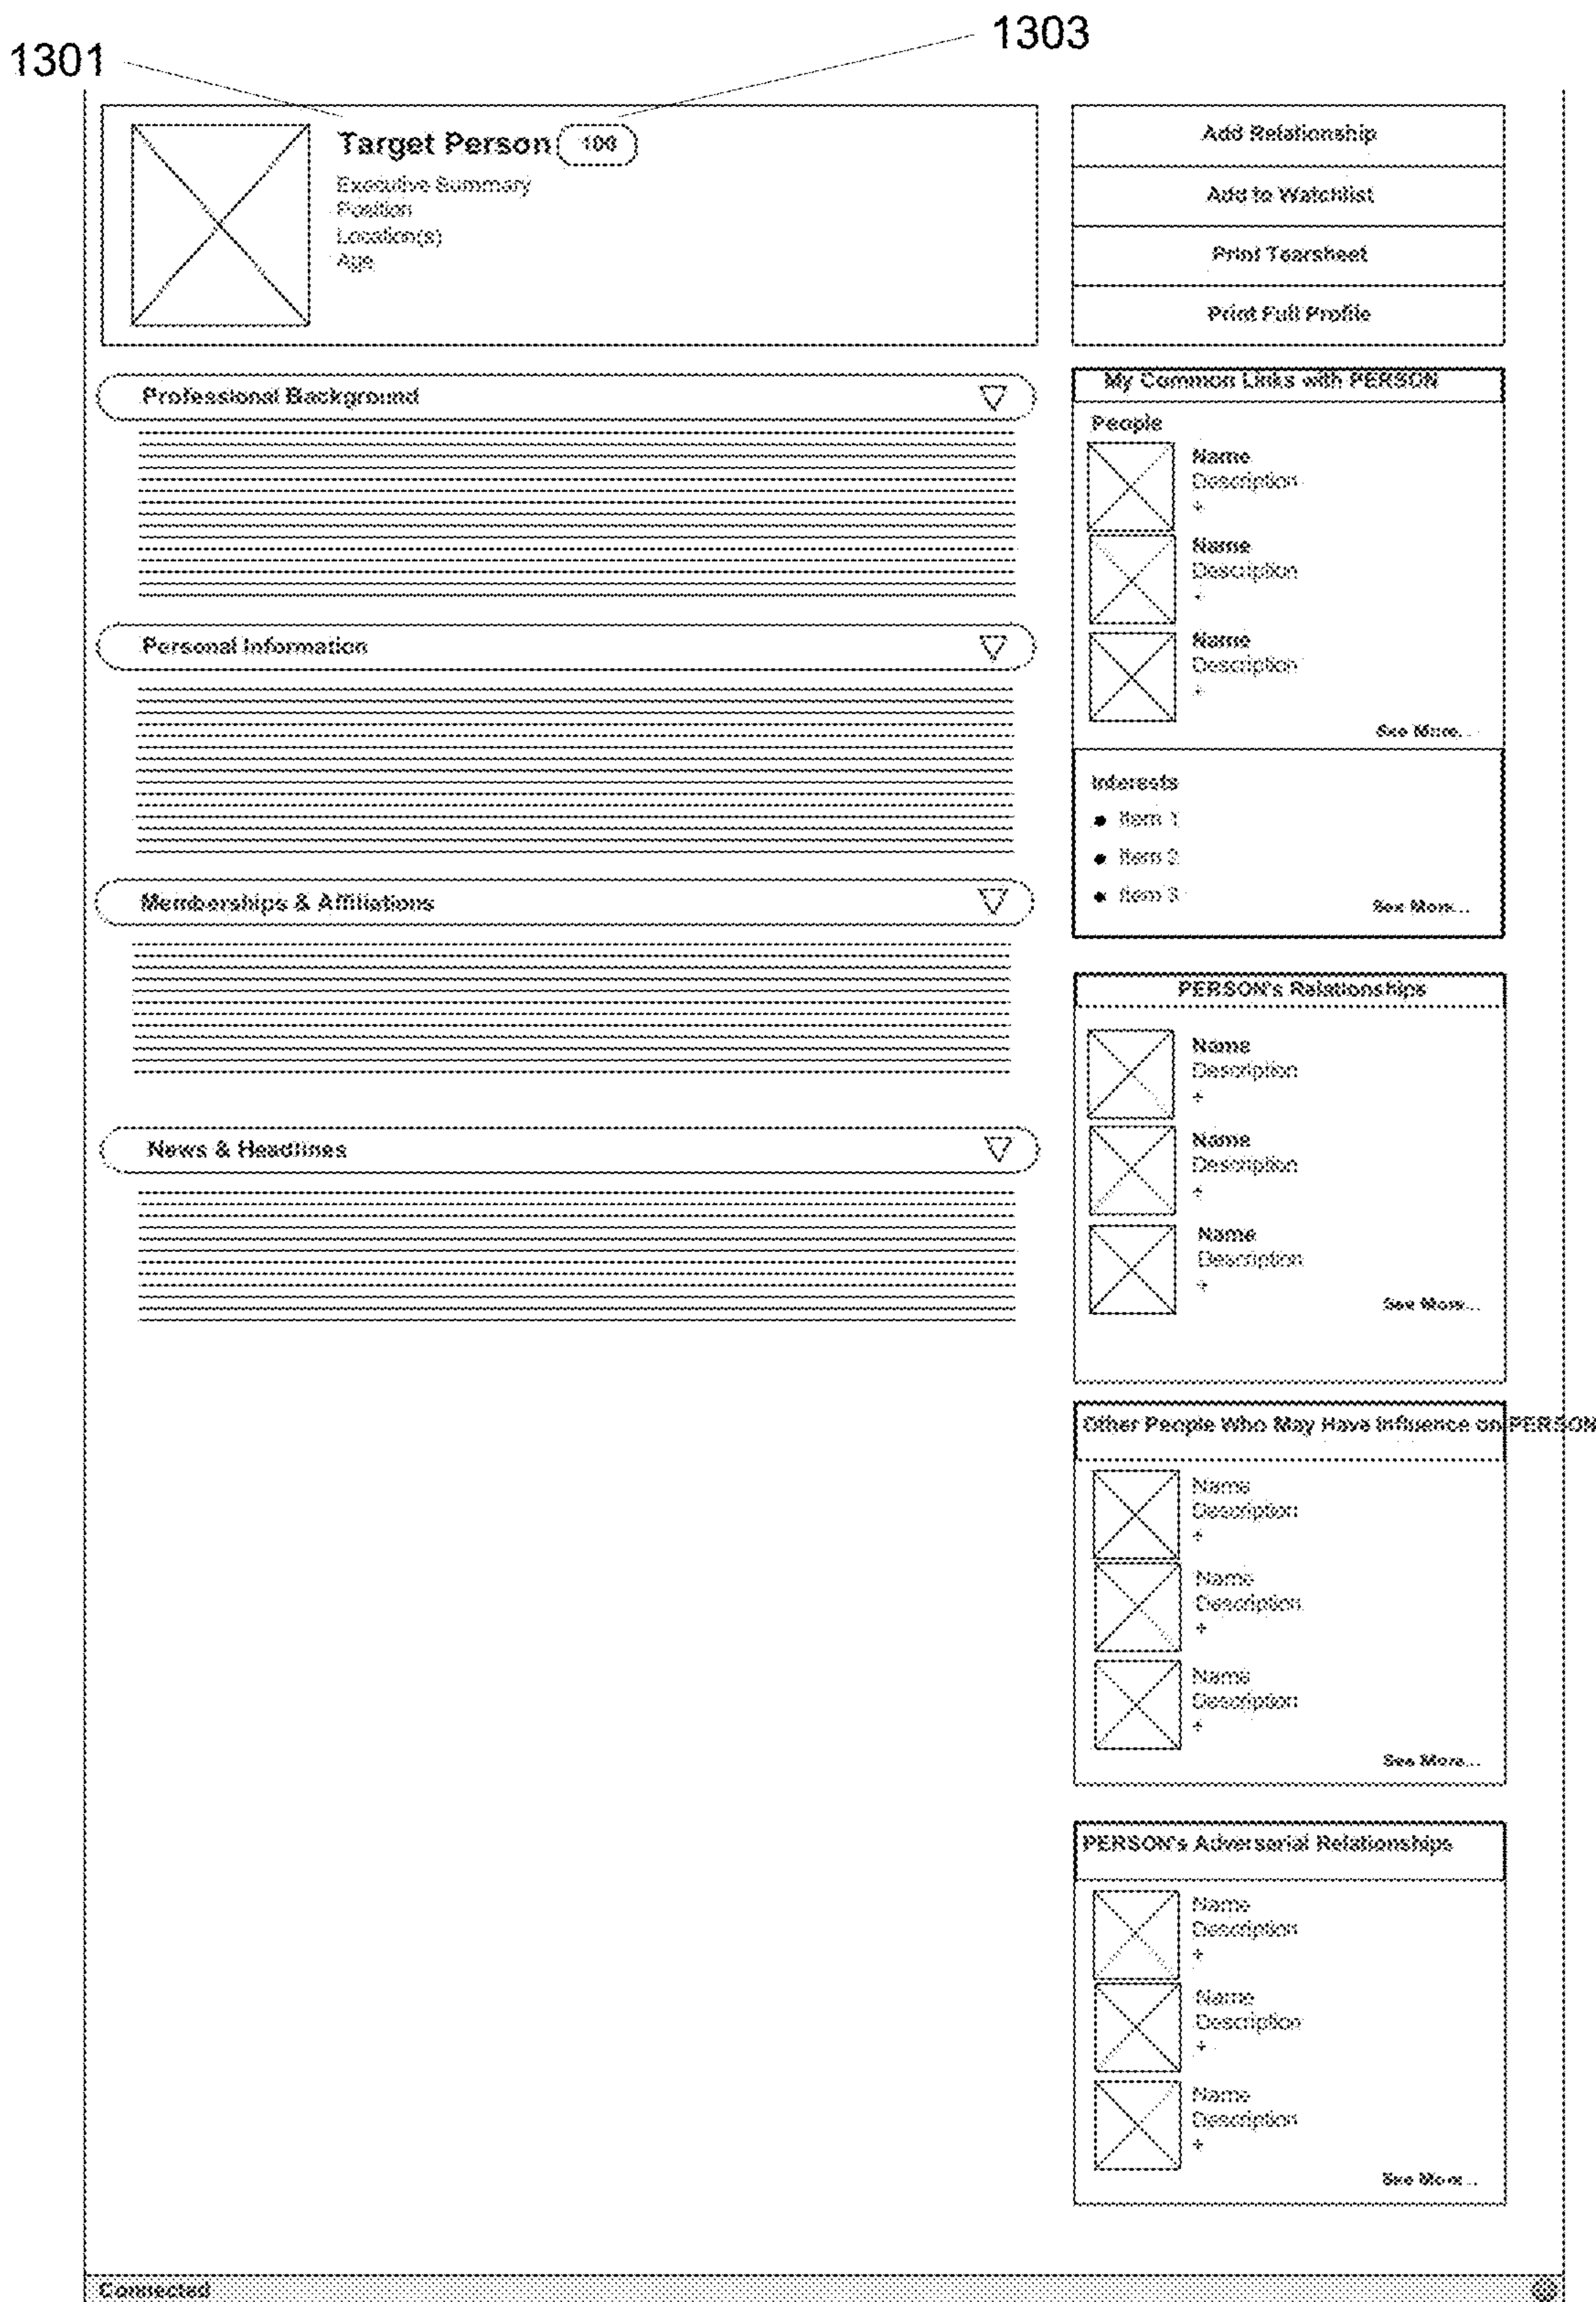 1301
1303
Target Person
100
Executive Summary
Position
Location(s)
Age
Professional Background
Personal Information
Memberships & Affiliations
News & Headlines
Add Relationship
Add to Watchlist
Print Tearsheet
Print Full Profile
My Common Links with PERSON
People
Name
Description
+
Name
Description
+
Name
Description
+
See More...
Interests
• Item 1
• Item 2
• Item 3
See More...
PERSON's Relationships
Name
Description
+
Name
Description
+
Name
Description
+
See More...
Other People Who May Have Influence on PERSON
Name
Description
+
Name
Description
+
Name
Description
+
See More...
PERSON's Adversarial Relationships
Name
Description
+
Name
Description
+
Name
Description
+
See More...
Connected